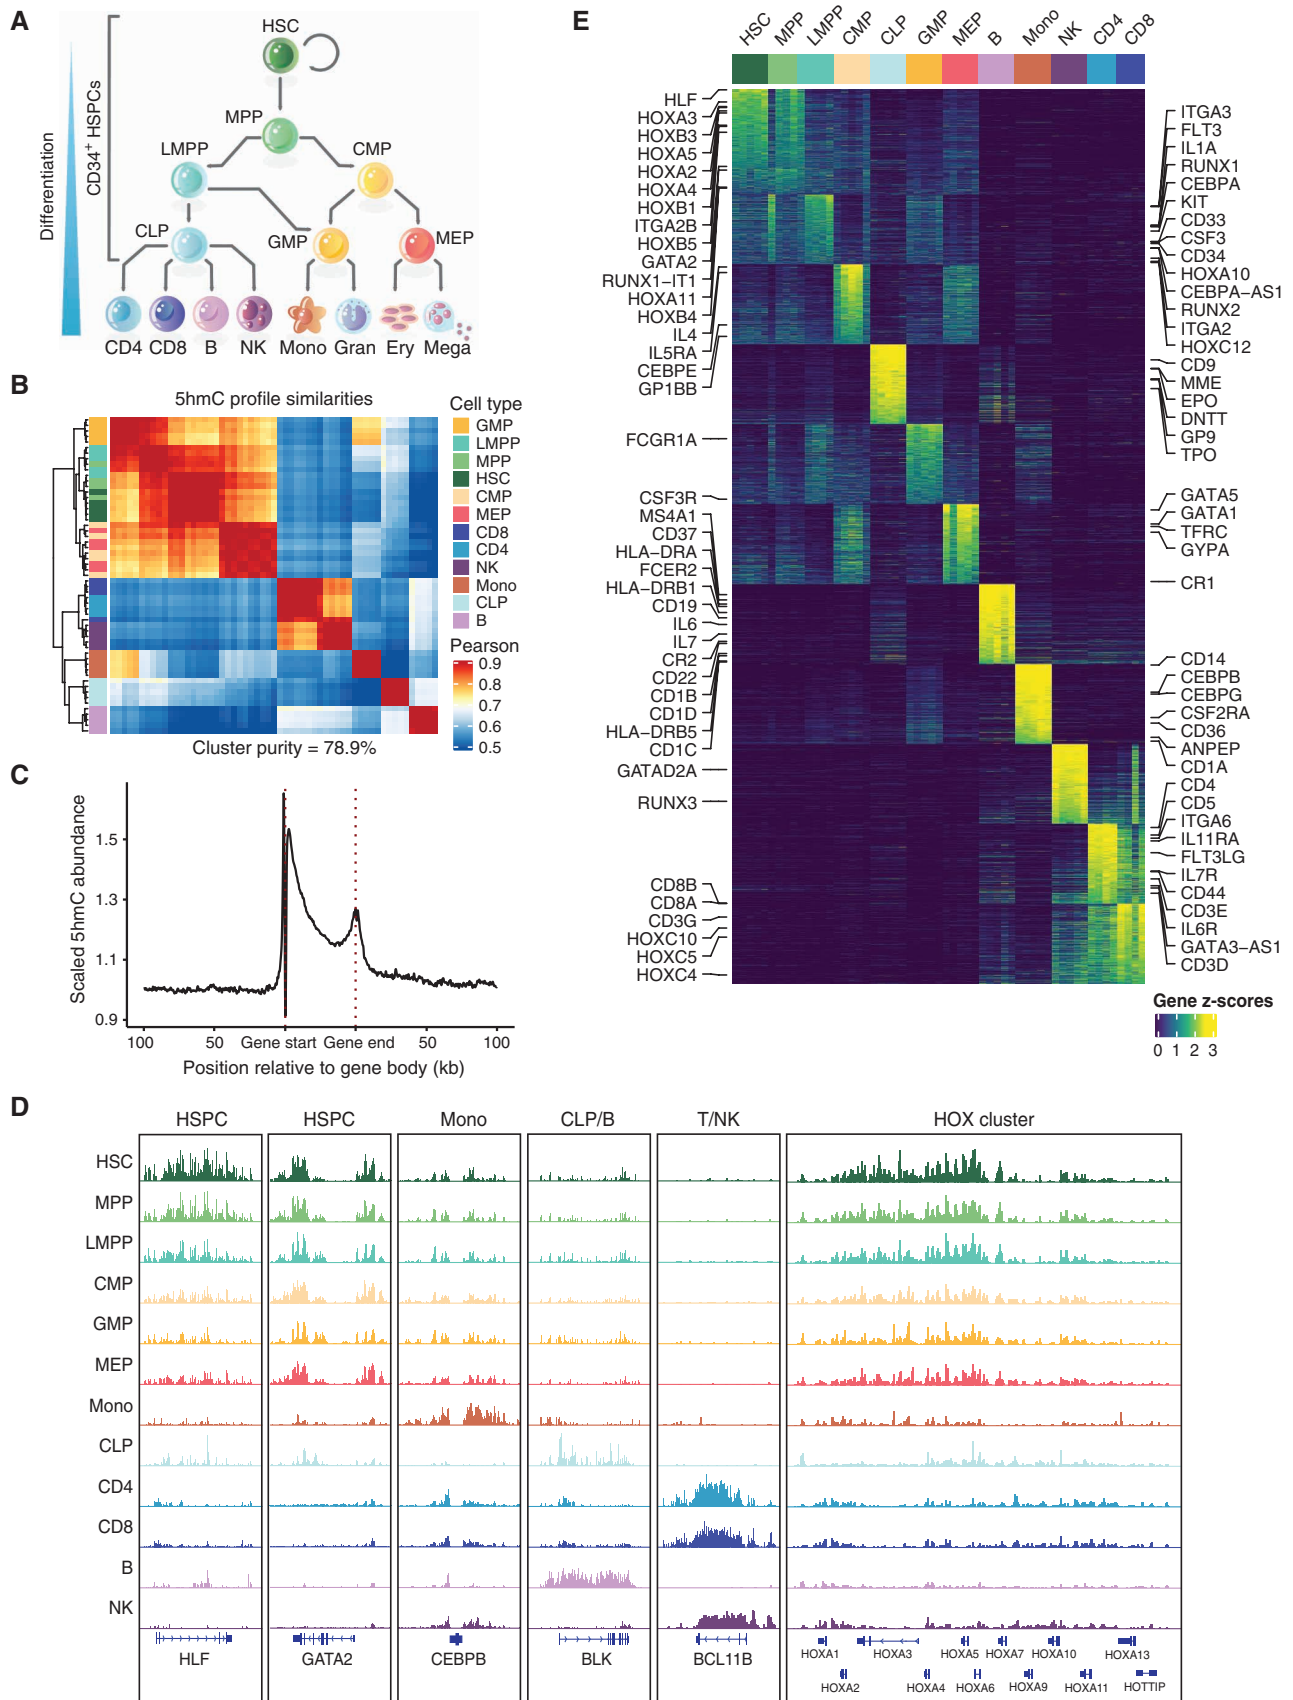 A
HSC
MPP
LMPP
CMP
CLP
GMP
MEP
Differentiation
CD34+ HSPCs
CD4 CD8 B NK Mono Gran Ery Mega
B
5hmC profile similarities
Cell type
GMP
LMPP
MPP
HSC
CMP
MEP
CD8
CD4
NK
Mono
CLP
B
Pearson
0.9
0.8
0.7
0.6
0.5
Cluster purity = 78.9%
C
Scaled 5hmC abundance
1.5
1.3
1.1
0.9
100 50 Gene start Gene end 50 100
Position relative to gene body (kb)
E
HSC MPP LMPP CMP CLP GMP MEP B Mono NK CD4 CD8
HLF
HOXA3
HOXB3
HOXA5
HOXA2
HOXA4
HOXB1
ITGA2B
HOXB5
GATA2
RUNX1−IT1
HOXA11
HOXB4
IL4
IL5RA
CEBPE
GP1BB
FCGR1A
CSF3R
MS4A1
CD37
HLA−DRA
FCER2
HLA−DRB1
CD19
IL6
IL7
CR2
CD22
CD1B
CD1D
HLA−DRB5
CD1C
GATAD2A
RUNX3
CD8B
CD8A
CD3G
HOXC10
HOXC5
HOXC4
ITGA3
FLT3
IL1A
RUNX1
CEBPA
KIT
CD33
CSF3
CD34
HOXA10
CEBPA−AS1
RUNX2
ITGA2
HOXC12
CD9
MME
EPO
DNTT
GP9
TPO
GATA5
GATA1
TFRC
GYPA
CR1
CD14
CEBPB
CEBPG
CSF2RA
CD36
ANPEP
CD1A
CD4
CD5
ITGA6
IL11RA
FLT3LG
IL7R
CD44
CD3E
IL6R
GATA3−AS1
CD3D
Gene z-scores
0 1 2 3
D
HSPC HSPC Mono CLP/B T/NK HOX cluster
HSC
MPP
LMPP
CMP
GMP
MEP
Mono
CLP
CD4
CD8
B
NK
HLF GATA2 CEBPB BLK BCL11B
HOXA1 HOXA3 HOXA5 HOXA7 HOXA10 HOXA13
HOXA2 HOXA4 HOXA6 HOXA9 HOXA11 HOTTIP